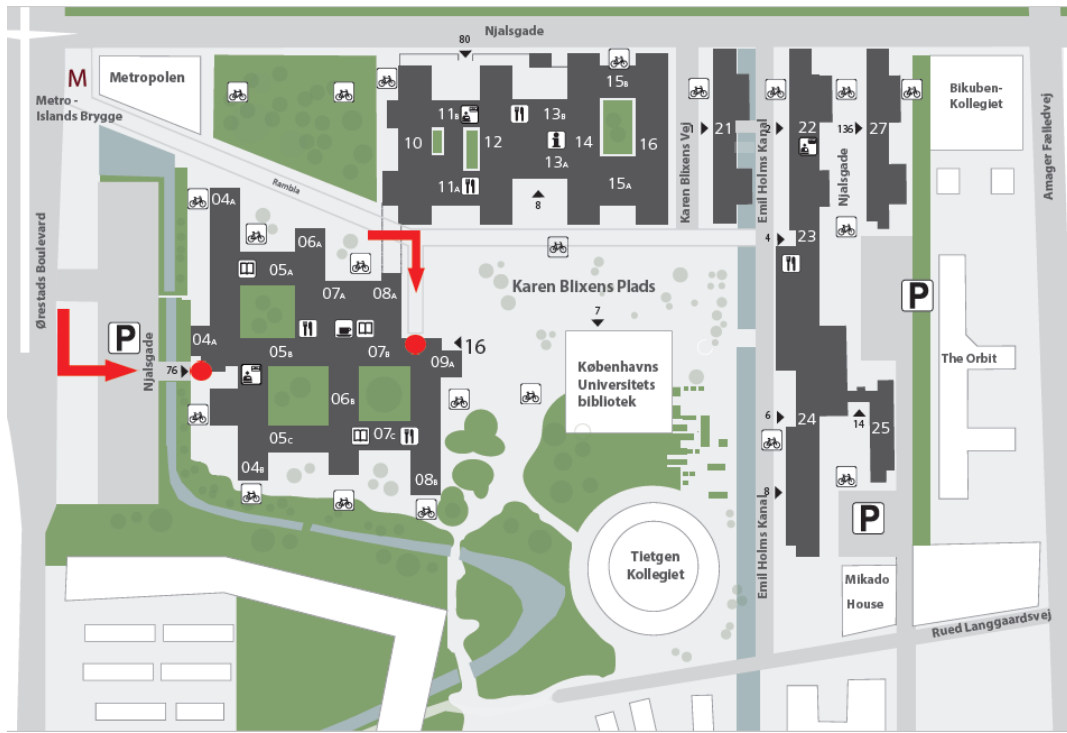 Njalsgade
80
M
Metropolen
Metro -
Islands Brygge
Bikuben-
Kollegiet
Amager Fælledvej
Ørestads Boulevard
Rambla
10
11B
12
13B
13A
14
15B
16
15A
11A
8
Karen Blixens Vej
1
21
Emil Holms Kanal
2
22
136
27
Njalsgade
4
23
04A
06A
05A
07A
08A
04A
05B
07B
09A
16
P
Njalsgade
76
06B
05C
07C
04B
08B
Karen Blixens Plads
7
Københavns
Universitets
bibliotek
P
The Orbit
6
24
14
25
8
P
Emil Holms Kanal
Tietgen
Kollegiet
Mikado
House
Rued Langgaardsvej